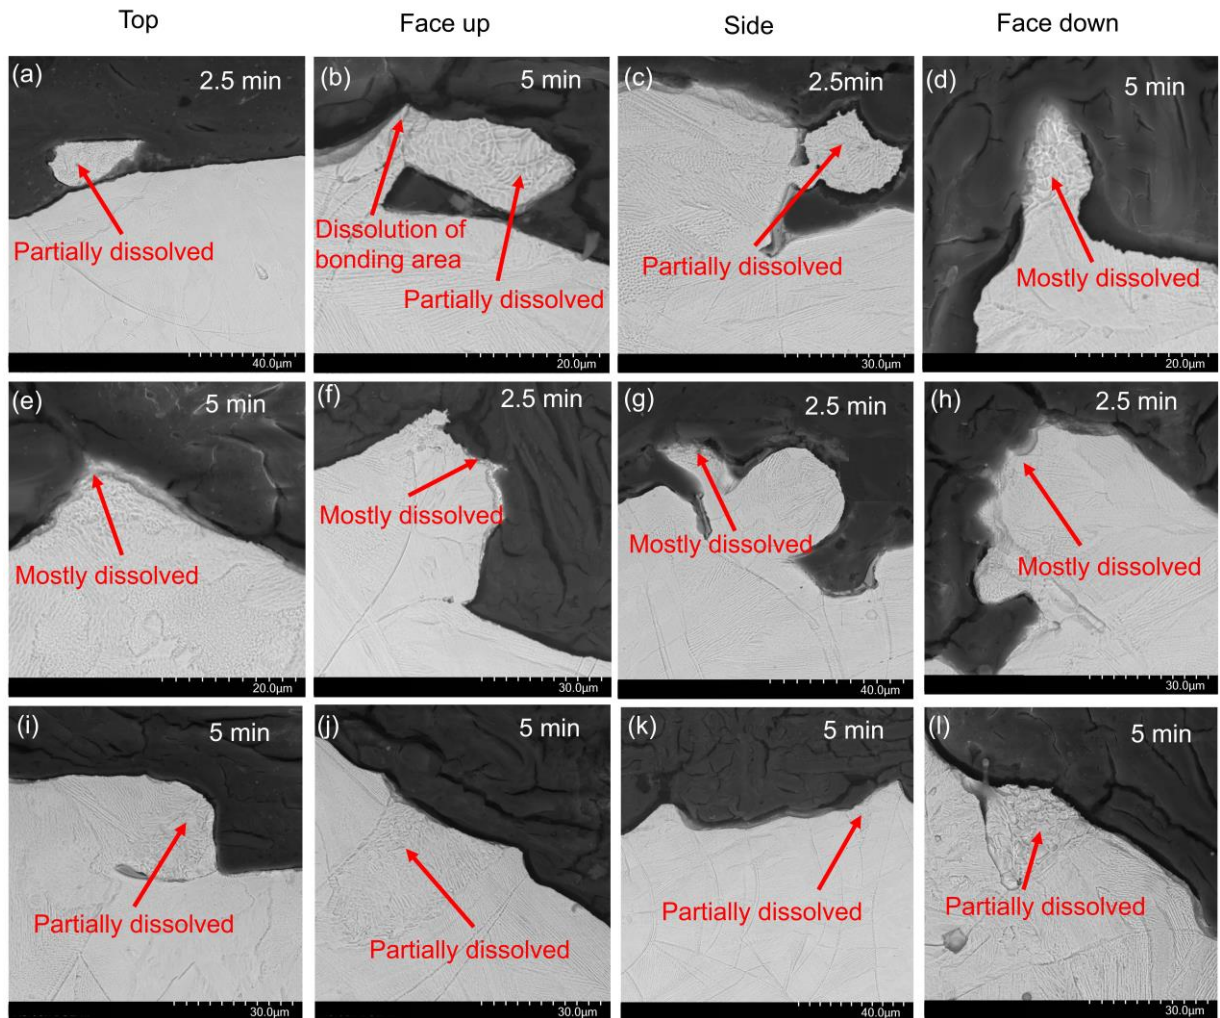 Top
Face up
Side
Face down
(a)
2.5 min
Partially dissolved
40.0µm
(b)
5 min
Dissolution of
bonding area
Partially dissolved
20.0µm
(c)
2.5min
Partially dissolved
30.0µm
(d)
5 min
Mostly dissolved
20.0µm
(e)
5 min
Mostly dissolved
20.0µm
(f)
2.5 min
Mostly dissolved
30.0µm
(g)
2.5 min
Mostly dissolved
40.0µm
(h)
2.5 min
Mostly dissolved
30.0µm
(i)
5 min
Partially dissolved
30.0µm
(j)
5 min
Partially dissolved
30.0µm
(k)
5 min
Partially dissolved
40.0µm
(l)
5 min
Partially dissolved
30.0µm